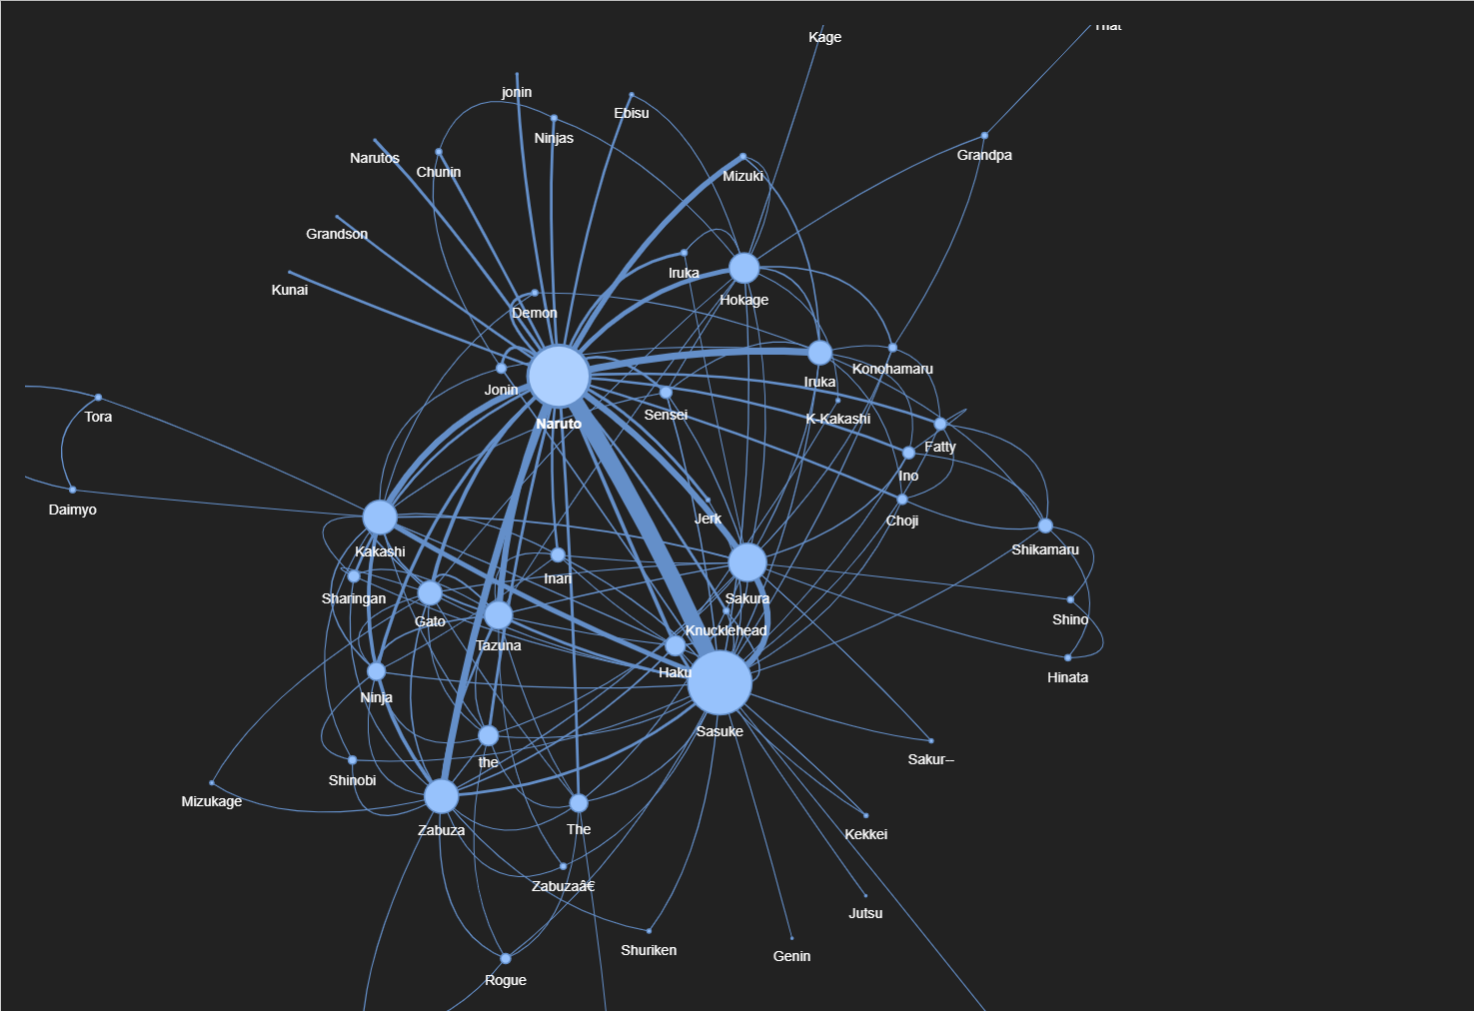 That
Kage
jonin
Ebisu
Ninjas
Narutos
Chunin
Grandpa
Mizuki
Grandson
Iruka
Kunai
Hokage
Demon
Konohamaru
Iruka
Jonin
Tora
Sensei
K-Kakashi
Naruto
Fatty
Ino
Daimyo
Jerk
Choji
Kakashi
Shikamaru
Inari
Sharingan
Sakura
Gato
Shino
Knucklehead
Tazuna
Haku
Hinata
Ninja
Sasuke
Sakur–
the
Shinobi
Mizukage
Zabuza
The
Kekkei
Zabuzaâ€
Jutsu
Shuriken
Genin
Rogue